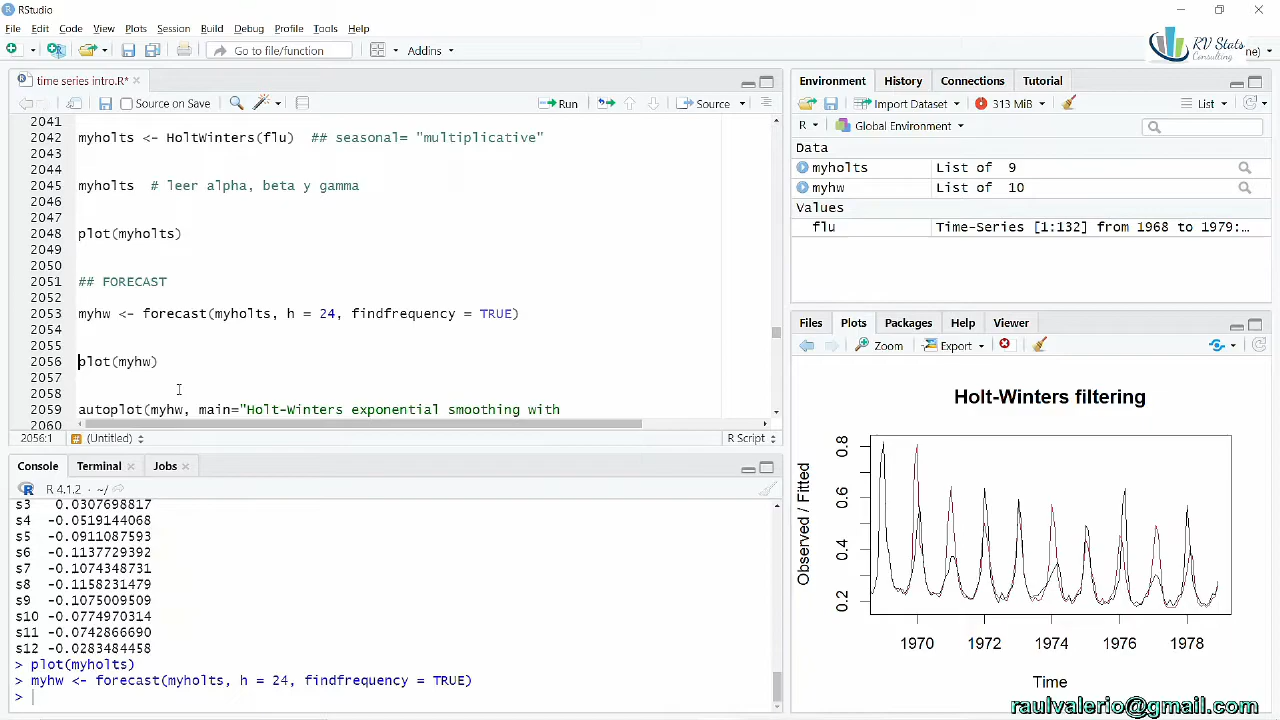 RStudio
RV Stats
Consulting
File Edit Code View Plots Session Build Debug Profile Tools Help
Go to file/function Addins ne)
time series intro.R*
Source on Save Run Source
2041
2042 myholts <- HoltWinters(flu) ## seasonal= "multiplicative"
2043
2044
2045 myholts # leer alpha, beta y gamma
2046
2047
2048 plot(myholts)
2049
2050
2051 ## FORECAST
2052
2053 myhw <- forecast(myholts, h = 24, findfrequency = TRUE)
2054
2055
2056 plot(myhw)
2057
2058
2059 autoplot(myhw, main="Holt-Winters exponential smoothing with
2060
2056:1 # (Untitled) R Script
Console Terminal Jobs
R R 4.1.2 · ~/
s3 0.0307698817
s4 -0.0519144068
s5 -0.0911087593
s6 -0.1137729392
s7 -0.1074348731
s8 -0.1158231479
s9 -0.1075009509
s10 -0.0774970314
s11 -0.0742866690
s12 -0.0283484458
> plot(myholts)
> myhw <- forecast(myholts, h = 24, findfrequency = TRUE)
>
Environment History Connections Tutorial
Import Dataset 313 MiB List
R Global Environment
Data
myholts List of 9
myhw List of 10
Values
flu Time-Series [1:132] from 1968 to 1979:…
Files Plots Packages Help Viewer
Zoom Export
Holt-Winters filtering
Observed / Fitted
0.8
0.6
0.4
0.2
1970 1972 1974 1976 1978
Time
raulvalerio@gmail.com